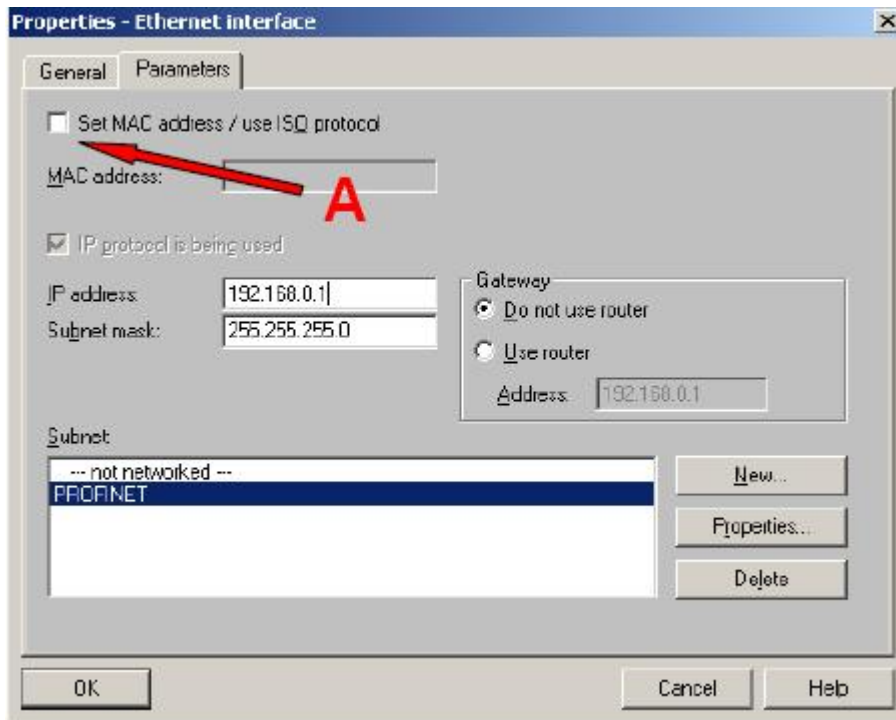 Properties - Ethernet interface
General Parameters
Set MAC address / use ISO protocol
MAC address:
A
IP protocol is being used
IP address:
192.168.0.1
Subnet mask:
255.255.255.0
Gateway
Do not use router
Use router
Address:
192.168.0.1
Subnet:
--- not networked ---
PROFINET
New...
Properties...
Delete
OK Cancel Help